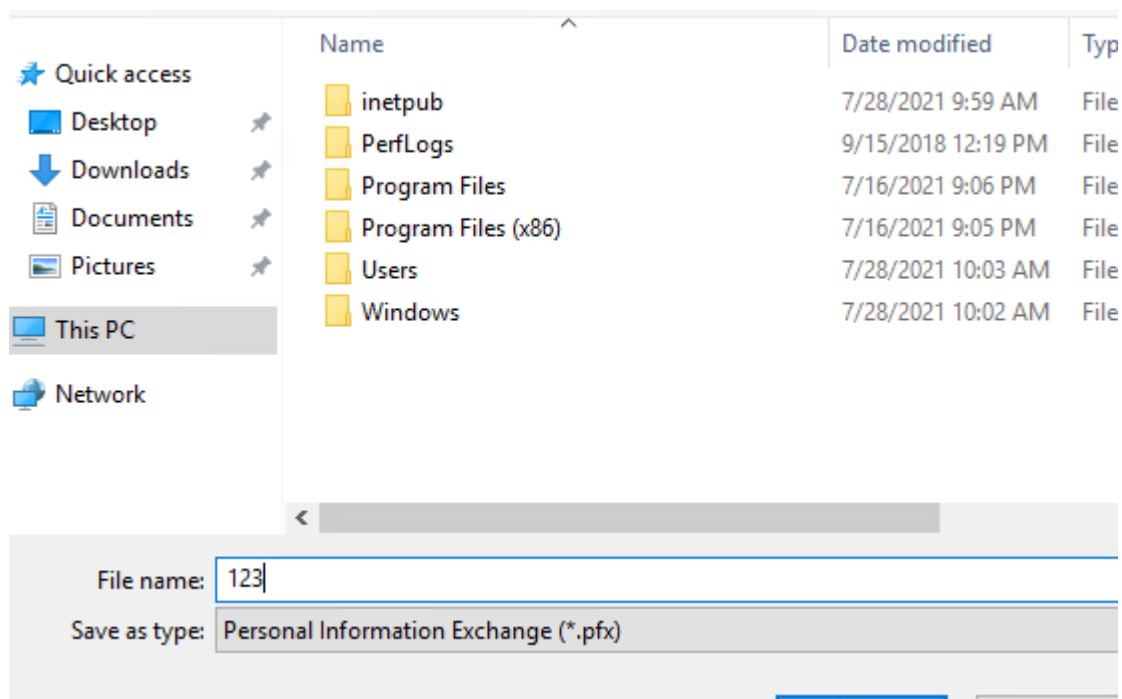 Name Date modified Typ
Quick access
inetpub 7/28/2021 9:59 AM File
Desktop
PerfLogs 9/15/2018 12:19 PM File
Downloads
Program Files 7/16/2021 9:06 PM File
Documents
Program Files (x86) 7/16/2021 9:05 PM File
Pictures
Users 7/28/2021 10:03 AM File
Windows 7/28/2021 10:02 AM File
This PC
Network
File name: 123
Save as type: Personal Information Exchange (*.pfx)